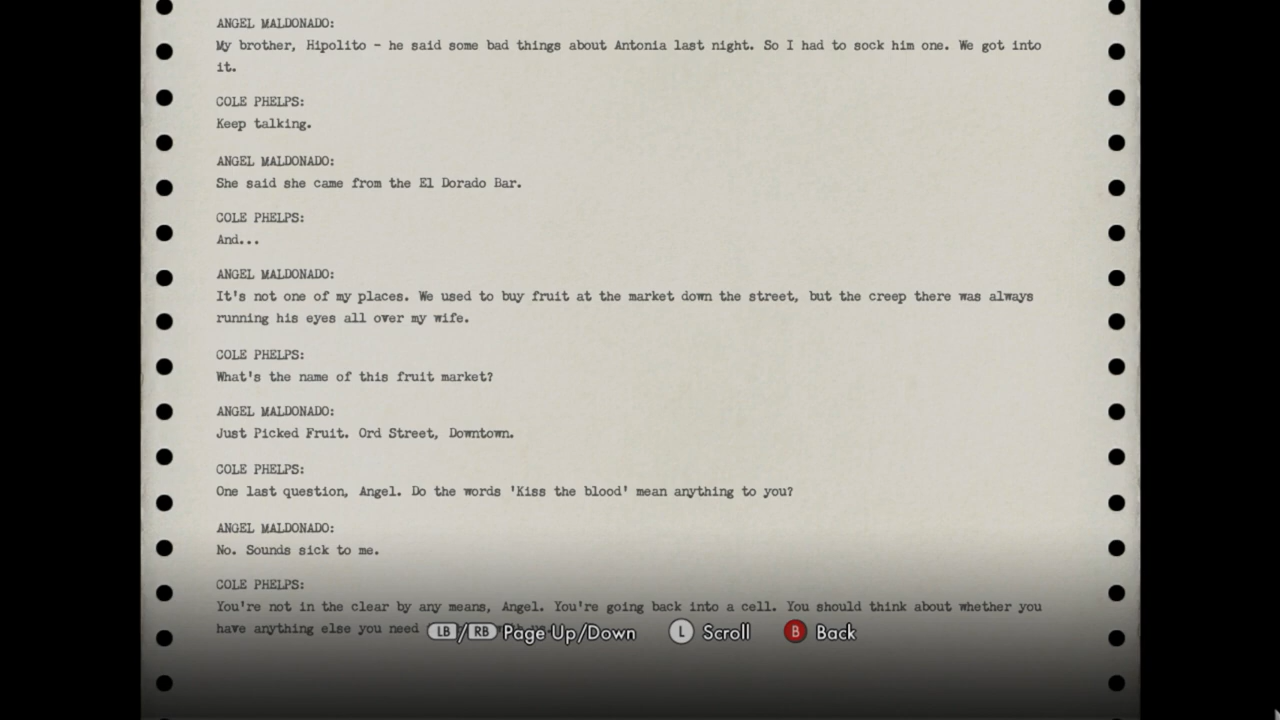 ANGEL MALDONADO:
My brother, Hipolito - he said some bad things about Antonia last night. So I had to sock him one. We got into
it.
COLE PHELPS:
Keep talking.
ANGEL MALDONADO:
She said she came from the El Dorado Bar.
COLE PHELPS:
And...
ANGEL MALDONADO:
It's not one of my places. We used to buy fruit at the market down the street, but the creep there was always
running his eyes all over my wife.
COLE PHELPS:
What's the name of this fruit market?
ANGEL MALDONADO:
Just Picked Fruit. Ord Street, Downtown.
COLE PHELPS:
One last question, Angel. Do the words 'Kiss the blood' mean anything to you?
ANGEL MALDONADO:
No. Sounds sick to me.
COLE PHELPS:
You're not in the clear by any means, Angel. You're going back into a cell. You should think about whether you
have anything else you need
LB/RB Page Up/Down L Scroll B Back